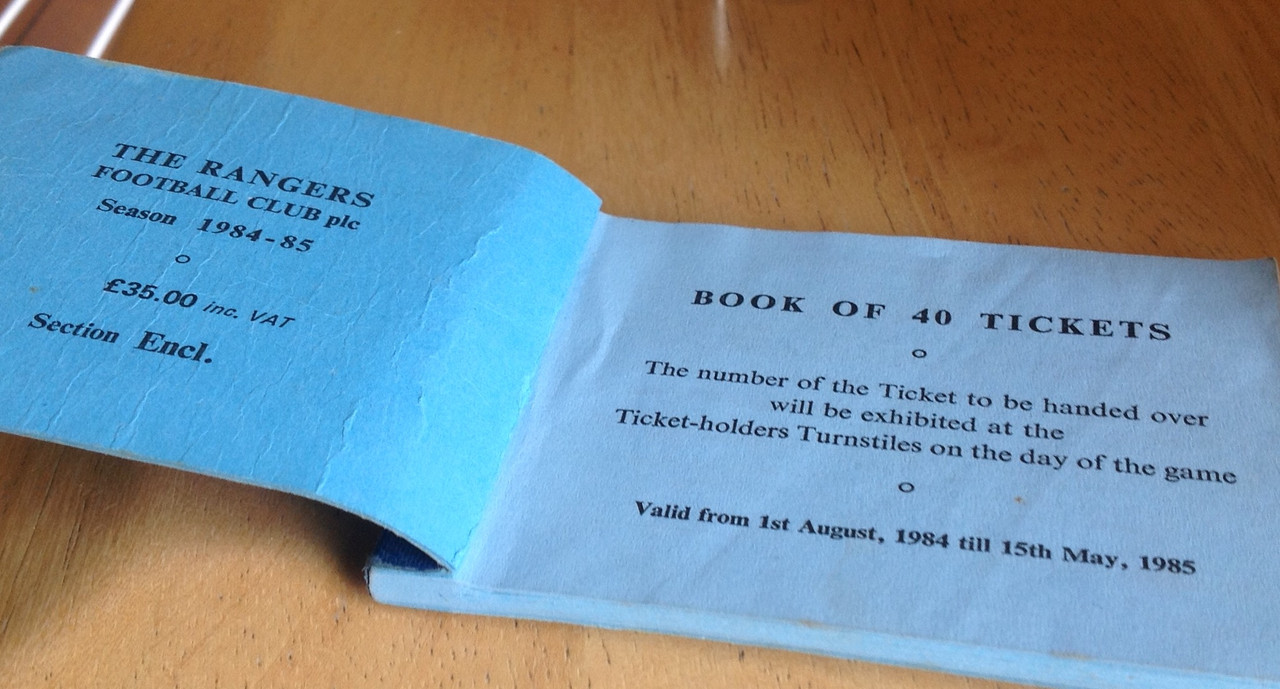 THE RANGERS
FOOTBALL CLUB plc
Season 1984-85
£35.00 inc. VAT
Section Encl.
BOOK OF 40 TICKETS
The number of the Ticket to be handed over
will be exhibited at the
Ticket-holders Turnstiles on the day of the game
Valid from 1st August, 1984 till 15th May, 1985